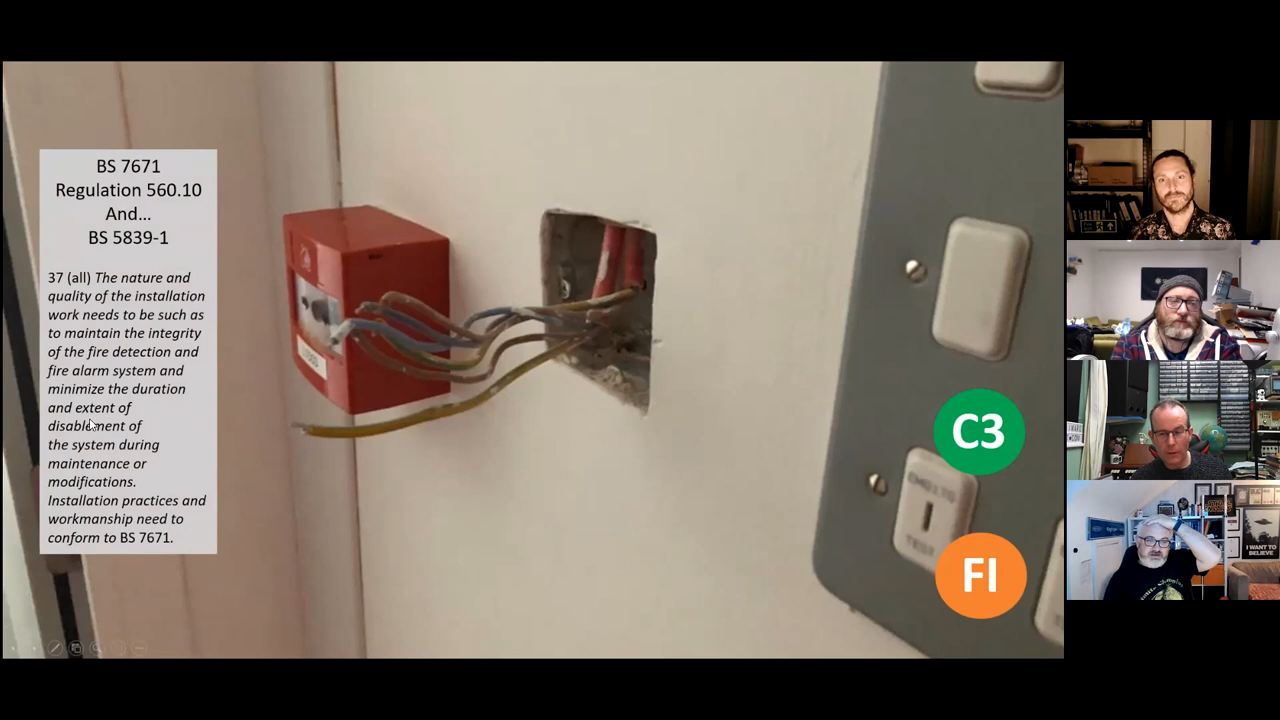 BS 7671
Regulation 560.10
And...
BS 5839-1
37 (all) The nature and
quality of the installation
work needs to be such as
to maintain the integrity
of the fire detection and
fire alarm system and
minimize the duration
and extent of
disablement of
the system during
maintenance or
modifications.
Installation practices and
workmanship need to
conform to BS 7671.
C3
FI
I WANT TO
BELIEVE